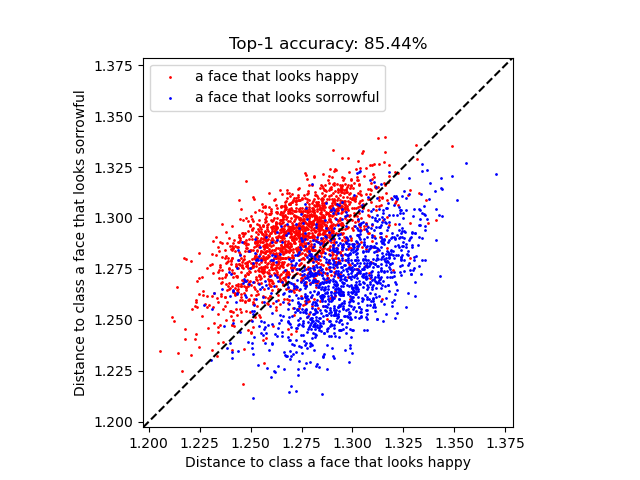 Top-1 accuracy: 85.44%
a face that looks happy
a face that looks sorrowful
Distance to class a face that looks sorrowful
1.375
1.350
1.325
1.300
1.275
1.250
1.225
1.200
1.200 1.225 1.250 1.275 1.300 1.325 1.350 1.375
Distance to class a face that looks happy